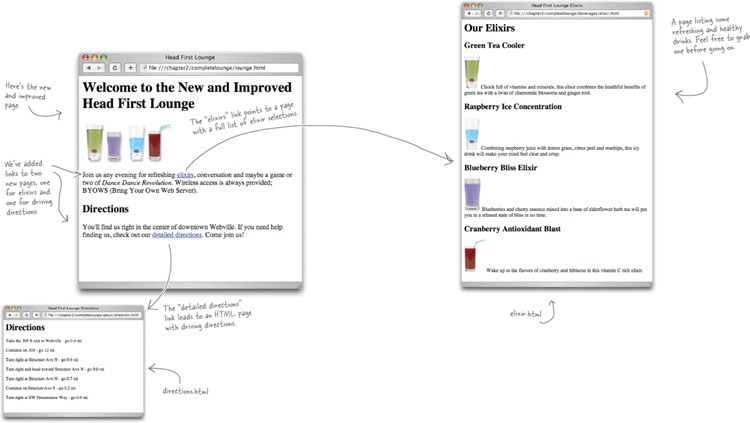 Head First Lounge
file:///chapter2/completelounge/lounge.html
Welcome to the New and Improved
Head First Lounge
Join us any evening for refreshing elixirs, conversation and maybe a game or
two of Dance Dance Revolution. Wireless access is always provided;
BYOWS (Bring Your Own Web Server).
Directions
You'll find us right in the center of downtown Webville. If you need help
finding us, check out our detailed directions. Come join us!
Here's the new
and improved
page.
We've added
links to two
new pages, one
for elixirs and
one for driving
directions.
The "elixirs" link points to a page
with a full list of elixir selections.
Head First Lounge Elixirs
file:///chapter2/completelounge/beverages/elixir.html
Our Elixirs
Green Tea Cooler
Chock full of vitamins and minerals, this elixir combines the healthful benefits of
green tea with a twist of chamomile blossoms and ginger root.
Raspberry Ice Concentration
Combining raspberry juice with lemon grass, citrus peel and rosehips, this icy
drink will make your mind feel clear and crisp.
Blueberry Bliss Elixir
Blueberries and cherry essence mixed into a base of elderflower herb tea will put
you in a relaxed state of bliss in no time.
Cranberry Antioxidant Blast
Wake up to the flavors of cranberry and hibiscus in this vitamin C rich elixir.
A page listing some
refreshing and healthy
drinks. Feel free to grab
one before going on.
elixir.html
Head First Lounge Directions
file:///chapter2/completelounge/about/directions.html
Directions
Take the 305 S exit to Webville - go 0.4 mi
Continue on 305 - go 12 mi
Turn right at Structure Ave N - go 0.6 mi
Turn right and head toward Structure Ave N - go 0.0 mi
Turn right at Structure Ave N - go 0.7 mi
Continue on Structure Ave S - go 0.2 mi
Turn right at SW Presentation Way - go 0.0 mi
The "detailed directions"
link leads to an HTML page
with driving directions.
directions.html